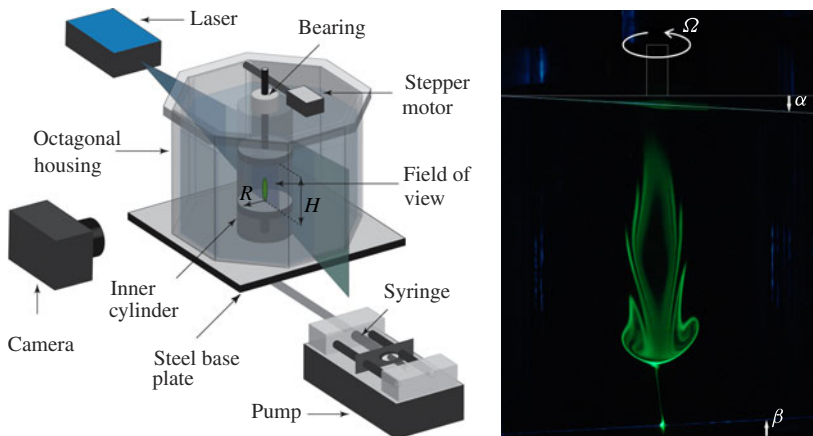 Laser
Bearing
Stepper
motor
Octagonal
housing
Field of
view
R
H
Inner
cylinder
Syringe
Camera
Steel base
plate
Pump
Ω
α
β